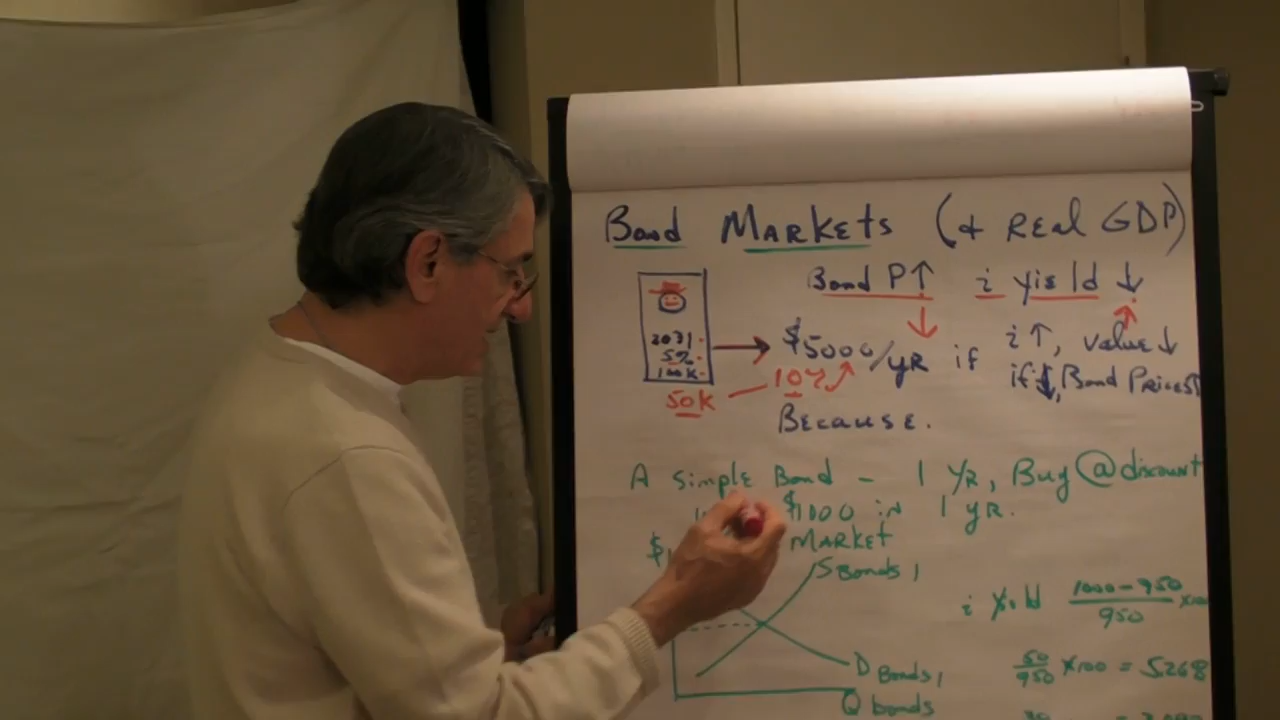 Bond Markets (& Real GDP)
Bond P↑ i yield ↓
2031
5%
100K
$5000/YR if i↑, value↓
10%
if i↓, Bond Prices↑
50K
Because.
A Simple Bond - 1 YR, Buy @ discount
$1000 in 1 yr.
$ Market
S Bonds 1
i yield 1000-950 / 950 x100
50/950 x100 = 5.268
D Bonds 1
Q bonds